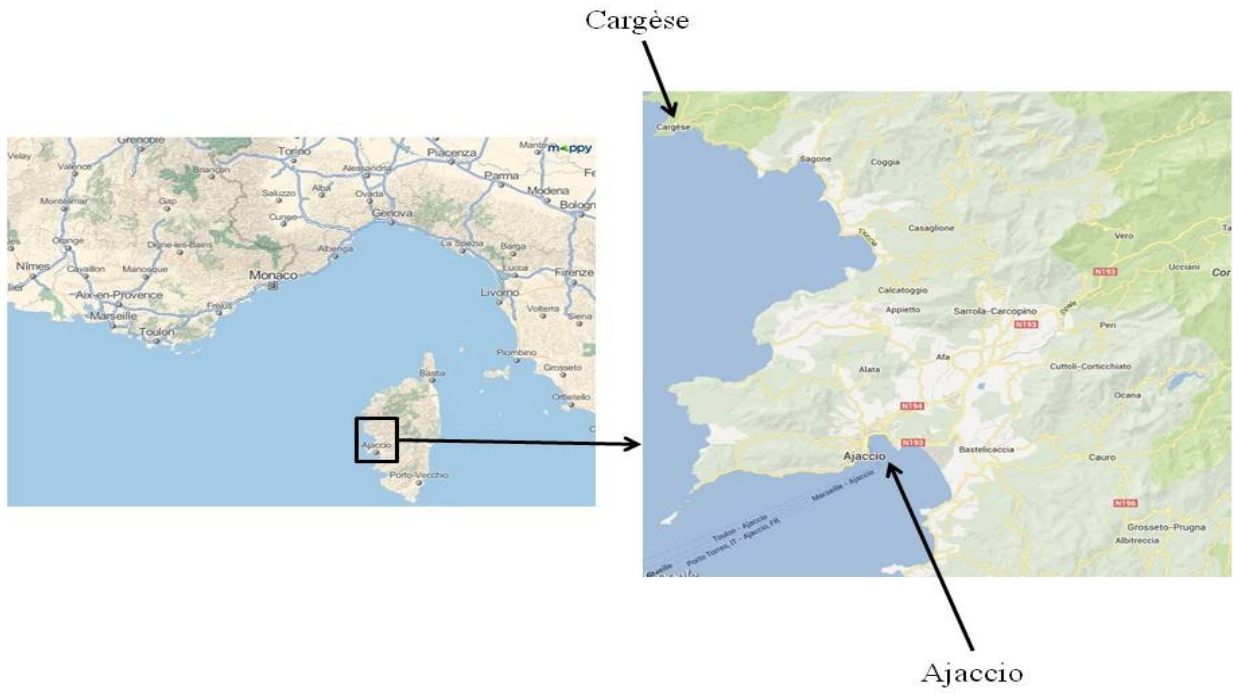 Cargèse
Grenoble
Torino
Piacenza
mappy
Velay
Valence
Briançon
Alessandria
Parma
Saluzzo
Alba
Ovada
Modena
Montélimar
Gap
Cuneo
Genova
Bologn
Orange
Digne-les-Bains
Albenga
La Spezia
Barga
Nîmes
Cavaillon
Manosque
Monaco
Lucca
Firenze
lier
Aix-en-Provence
Fréjus
Livorno
Marseille
Volterra
Siena
Toulon
Piombino
Bastia
Grosseto
Orbetello
Ajaccio
Porto-Vecchio
Cargèse
Sagone
Coggia
Casaglione
Vero
Ta
N193
Ucciani
Cor
Calcatoggio
Appietto
Sarrola-Carcopino
N193
Peri
Alata
Afa
Cuttoli-Corticchiato
Ocana
N194
N193
Ajaccio
Bastelicaccia
Cauro
Marseille - Ajaccio
N196
Toulon - Ajaccio
Porto Torres, IT - Ajaccio, FR
Grosseto-Prugna
Albitreccia
Ajaccio